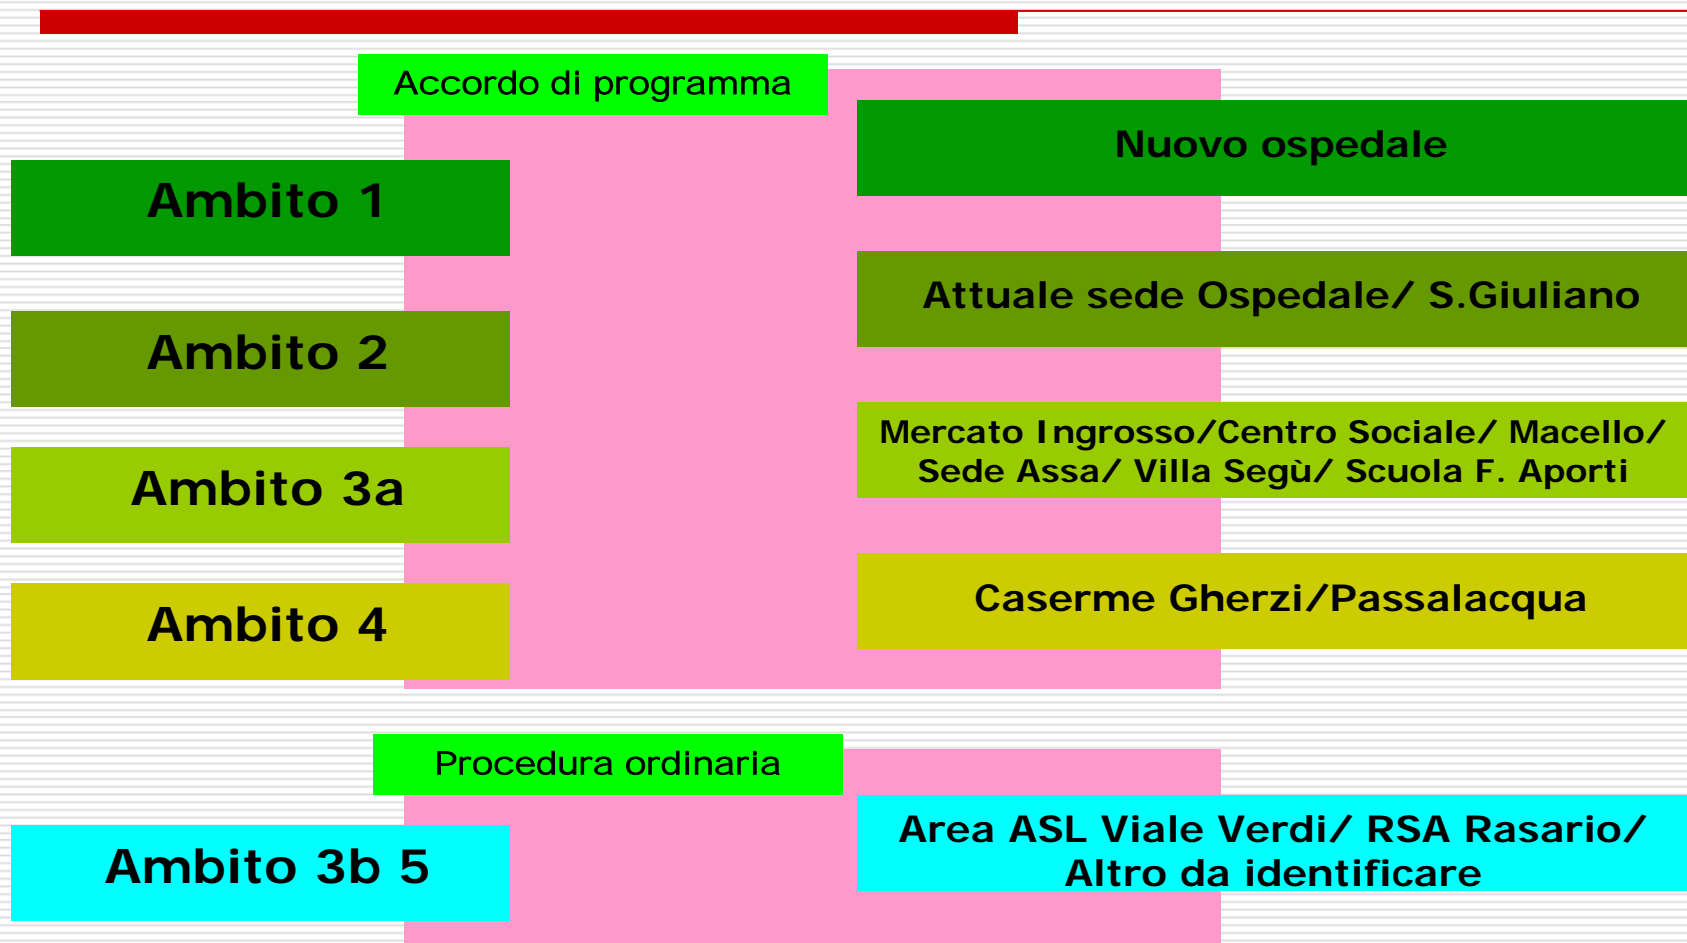 Accordo di programma
Nuovo ospedale
Ambito 1
Attuale sede Ospedale/ S.Giuliano
Ambito 2
Mercato Ingrosso/Centro Sociale/ Macello/
Sede Assa/ Villa Segù/ Scuola F. Aporti
Ambito 3a
Caserme Gherzi/Passalacqua
Ambito 4
Procedura ordinaria
Area ASL Viale Verdi/ RSA Rasario/
Altro da identificare
Ambito 3b 5